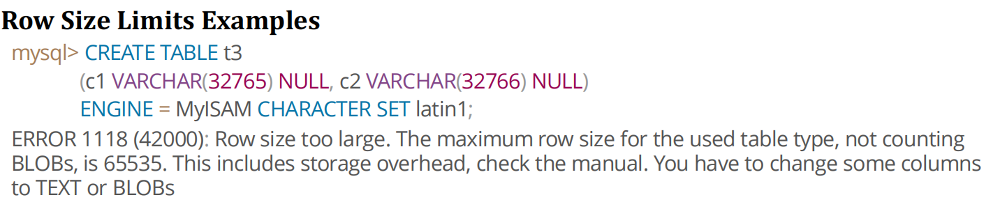 Row Size Limits Examples
mysql> CREATE TABLE t3
(c1 VARCHAR(32765) NULL, c2 VARCHAR(32766) NULL)
ENGINE = MyISAM CHARACTER SET latin1;
ERROR 1118 (42000): Row size too large. The maximum row size for the used table type, not counting
BLOBs, is 65535. This includes storage overhead, check the manual. You have to change some columns
to TEXT or BLOBs